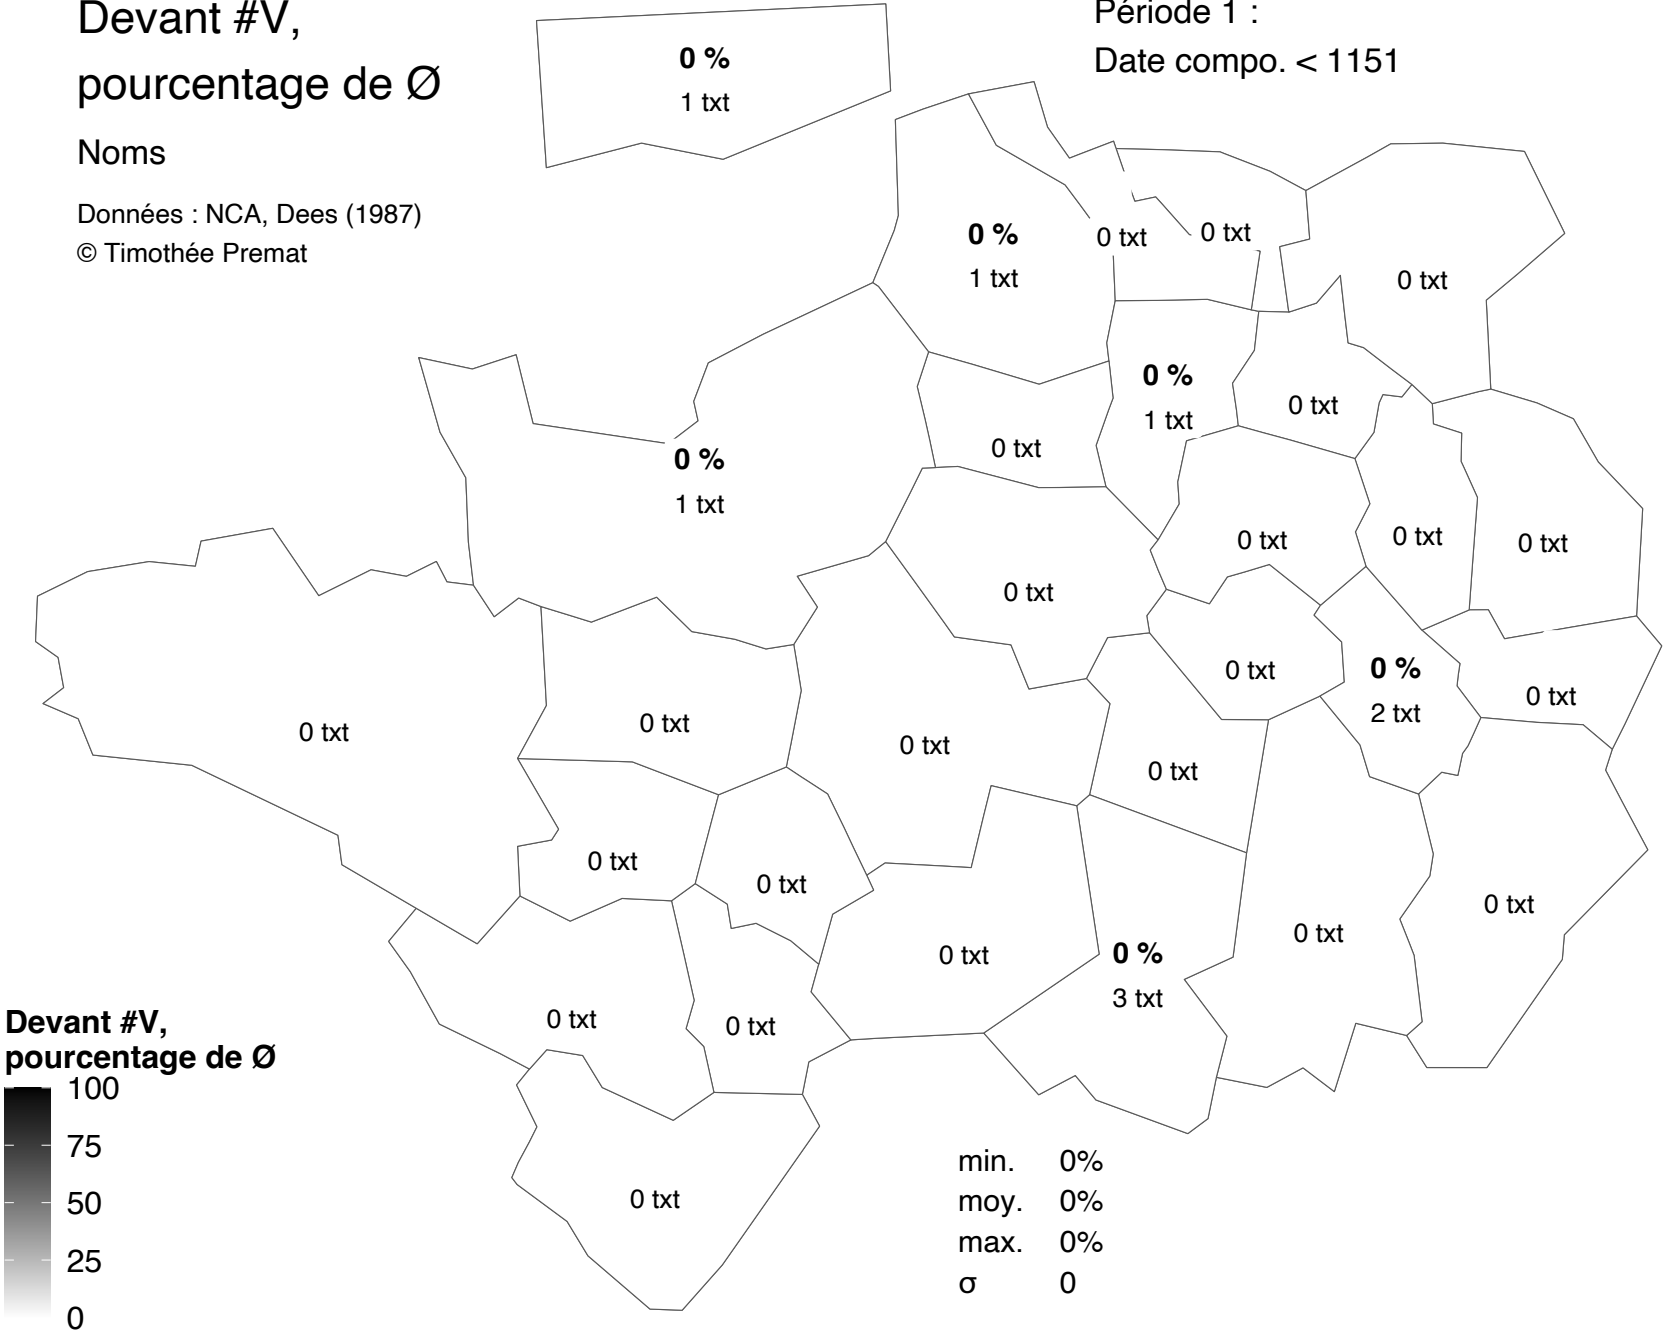 Devant #V,
pourcentage de Ø
Noms
Données : NCA, Dees (1987)
© Timothée Premat
Période 1 :
Date compo. < 1151
0 %
1 txt
0 %
1 txt
0 txt
0 txt
0 txt
0 %
1 txt
0 txt
0 txt
0 %
1 txt
0 txt
0 txt
0 txt
0 txt
0 txt
0 txt
0 %
2 txt
0 txt
0 txt
0 txt
0 txt
0 txt
0 txt
0 txt
0 txt
0 txt
0 txt
0 %
3 txt
0 txt
0 txt
0 txt
Devant #V,
pourcentage de Ø
100
75
50
25
0
0 txt
min. 0%
moy. 0%
max. 0%
σ 0